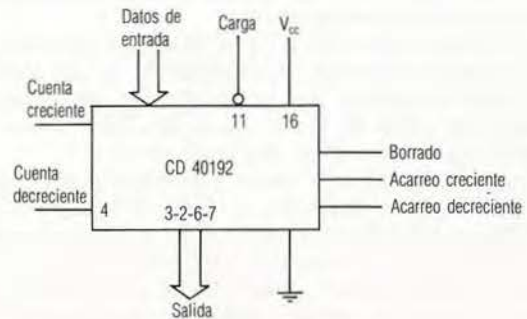 Datos de
entrada
Carga
V_cc
Cuenta
creciente
11
16
Borrado
CD 40192
Acarreo creciente
Cuenta
decreciente
4
3-2-6-7
Acarreo decreciente
Salida